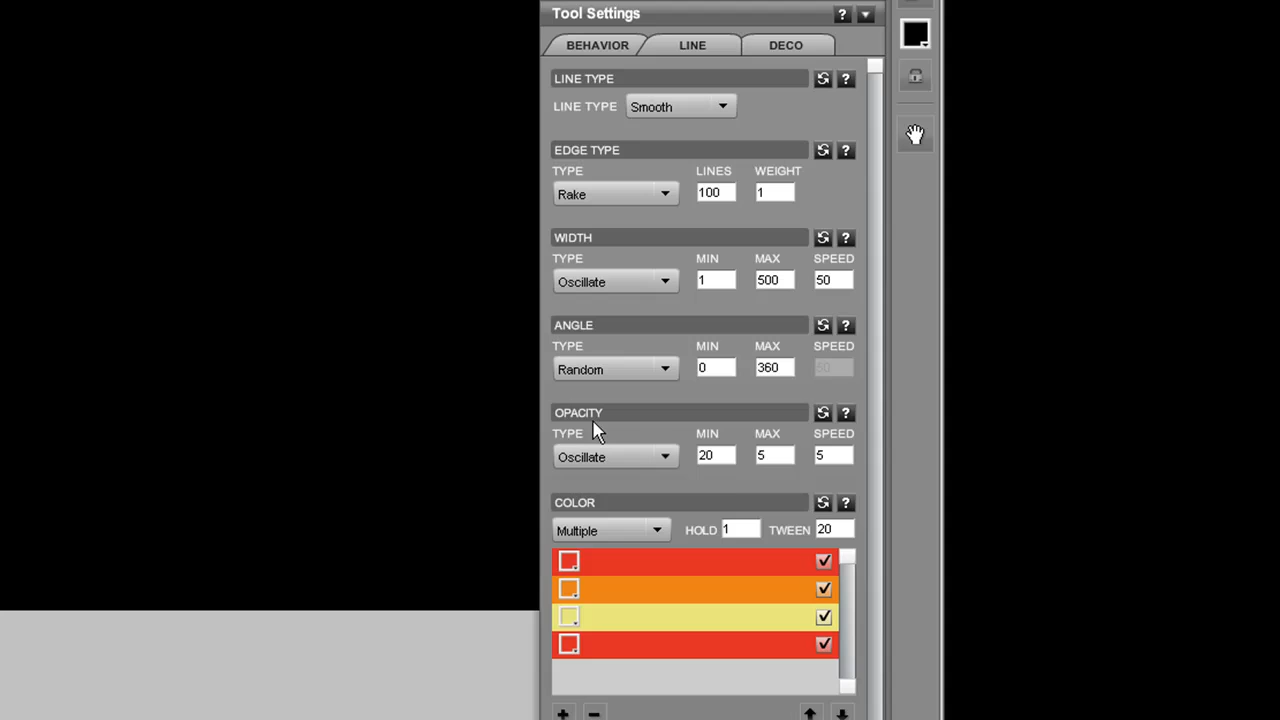 Tool Settings ?
BEHAVIOR LINE DECO
LINE TYPE ?
LINE TYPE Smooth
EDGE TYPE ?
TYPE LINES WEIGHT
Rake 100 1
WIDTH ?
TYPE MIN MAX SPEED
Oscillate 1 500 50
ANGLE ?
TYPE MIN MAX SPEED
Random 0 360 50
OPACITY ?
TYPE MIN MAX SPEED
Oscillate 20 5 5
COLOR ?
Multiple HOLD 1 TWEEN 20